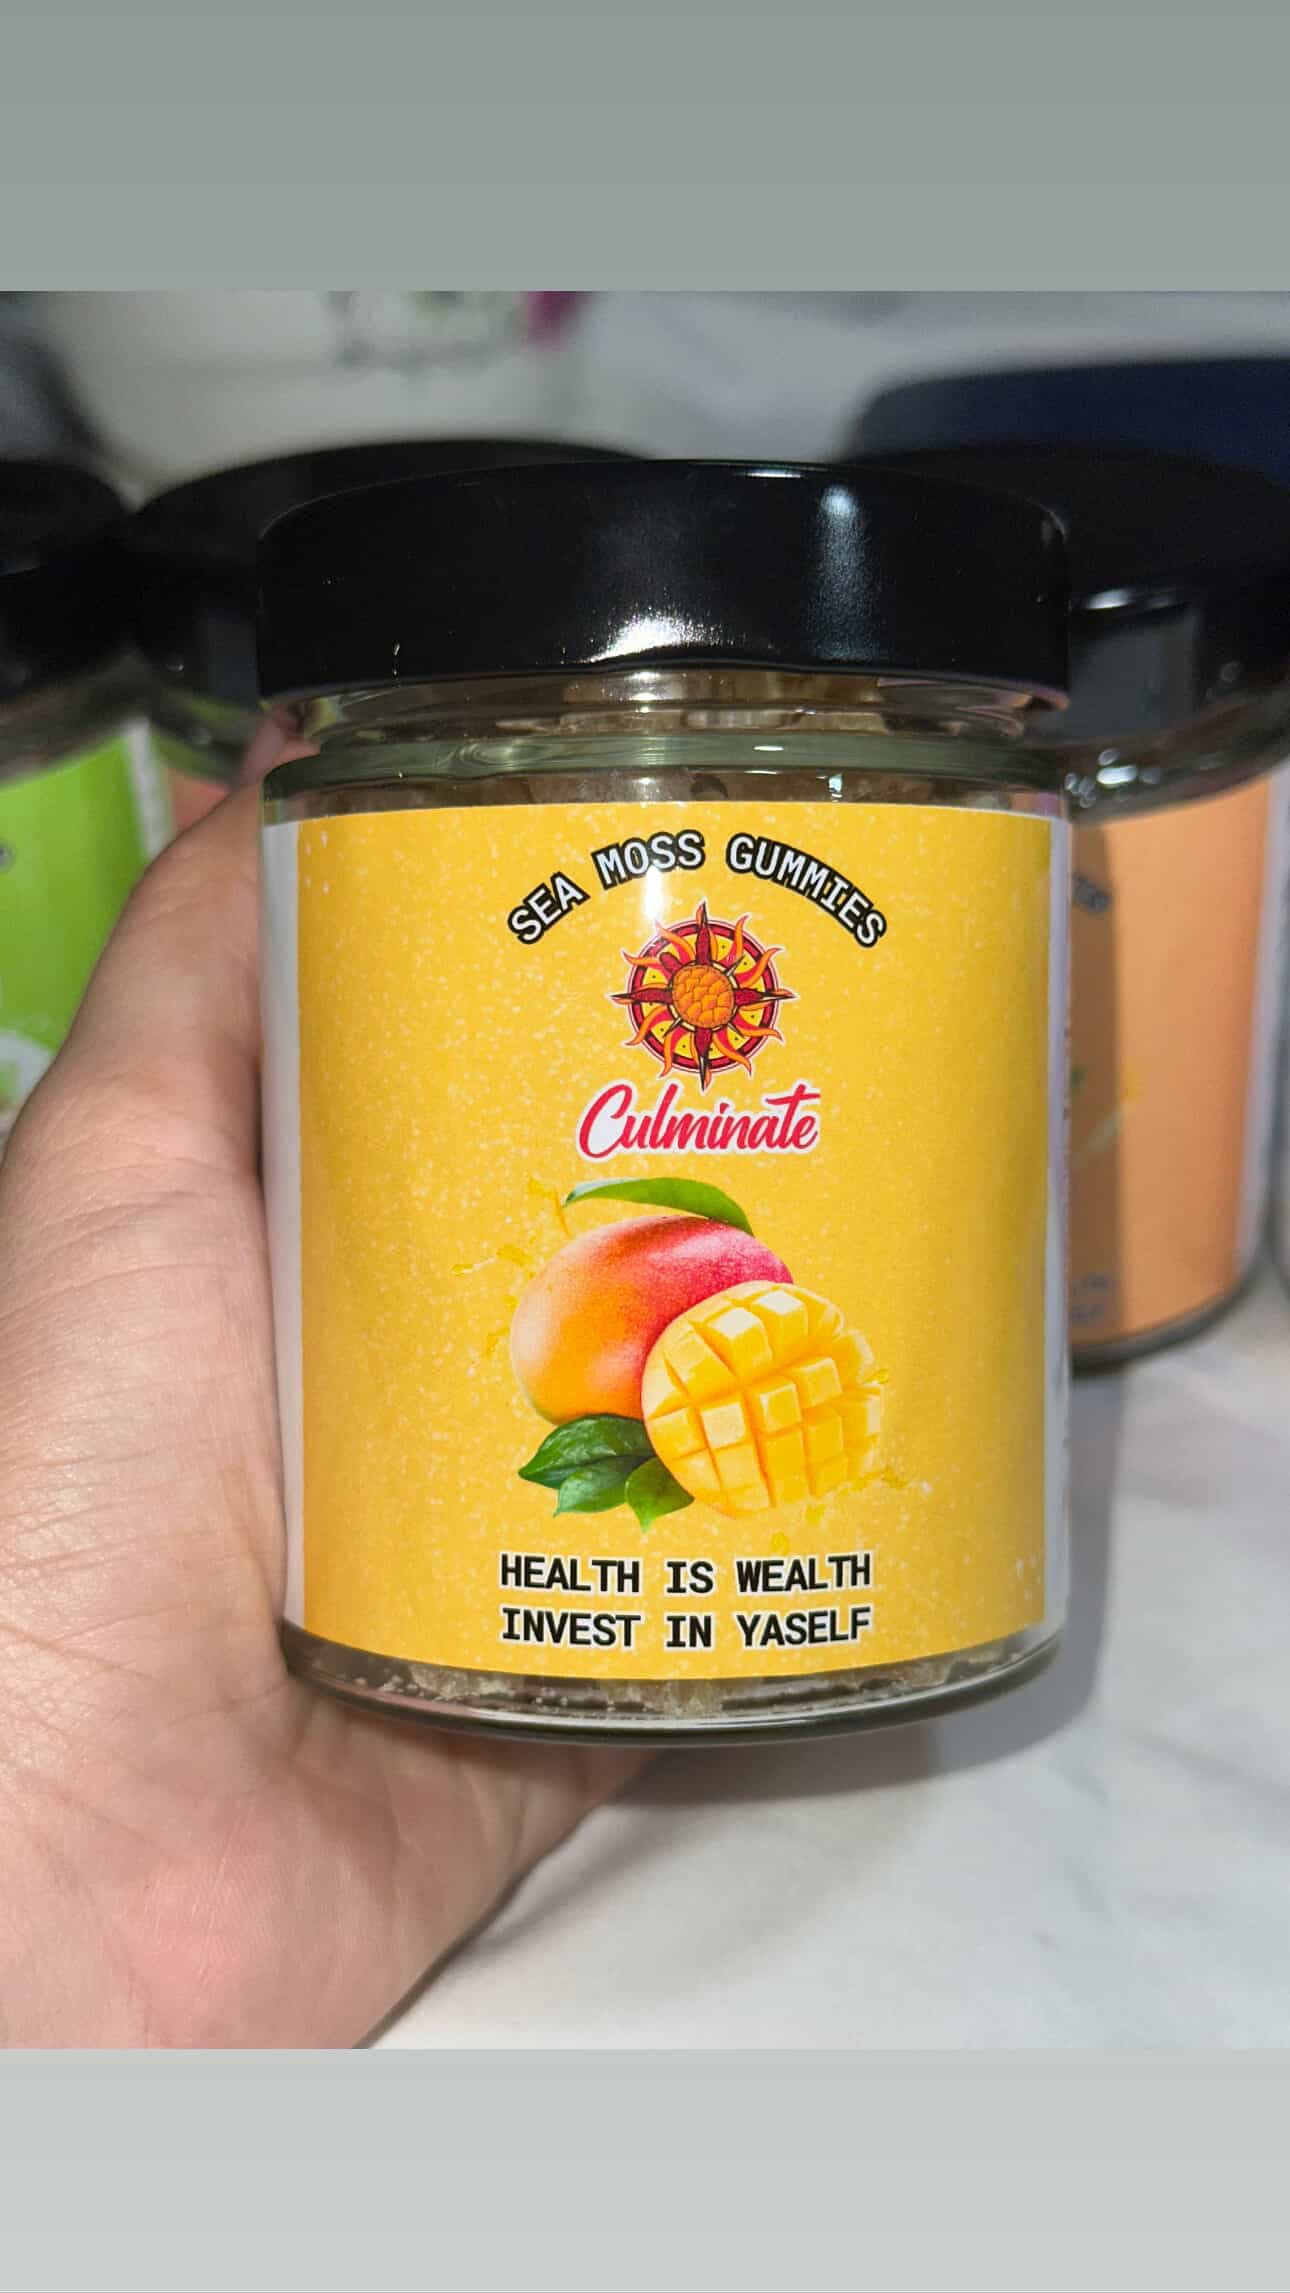 SEA MOSS GUMMIES
Culminate
HEALTH IS WEALTH
INVEST IN YASELF